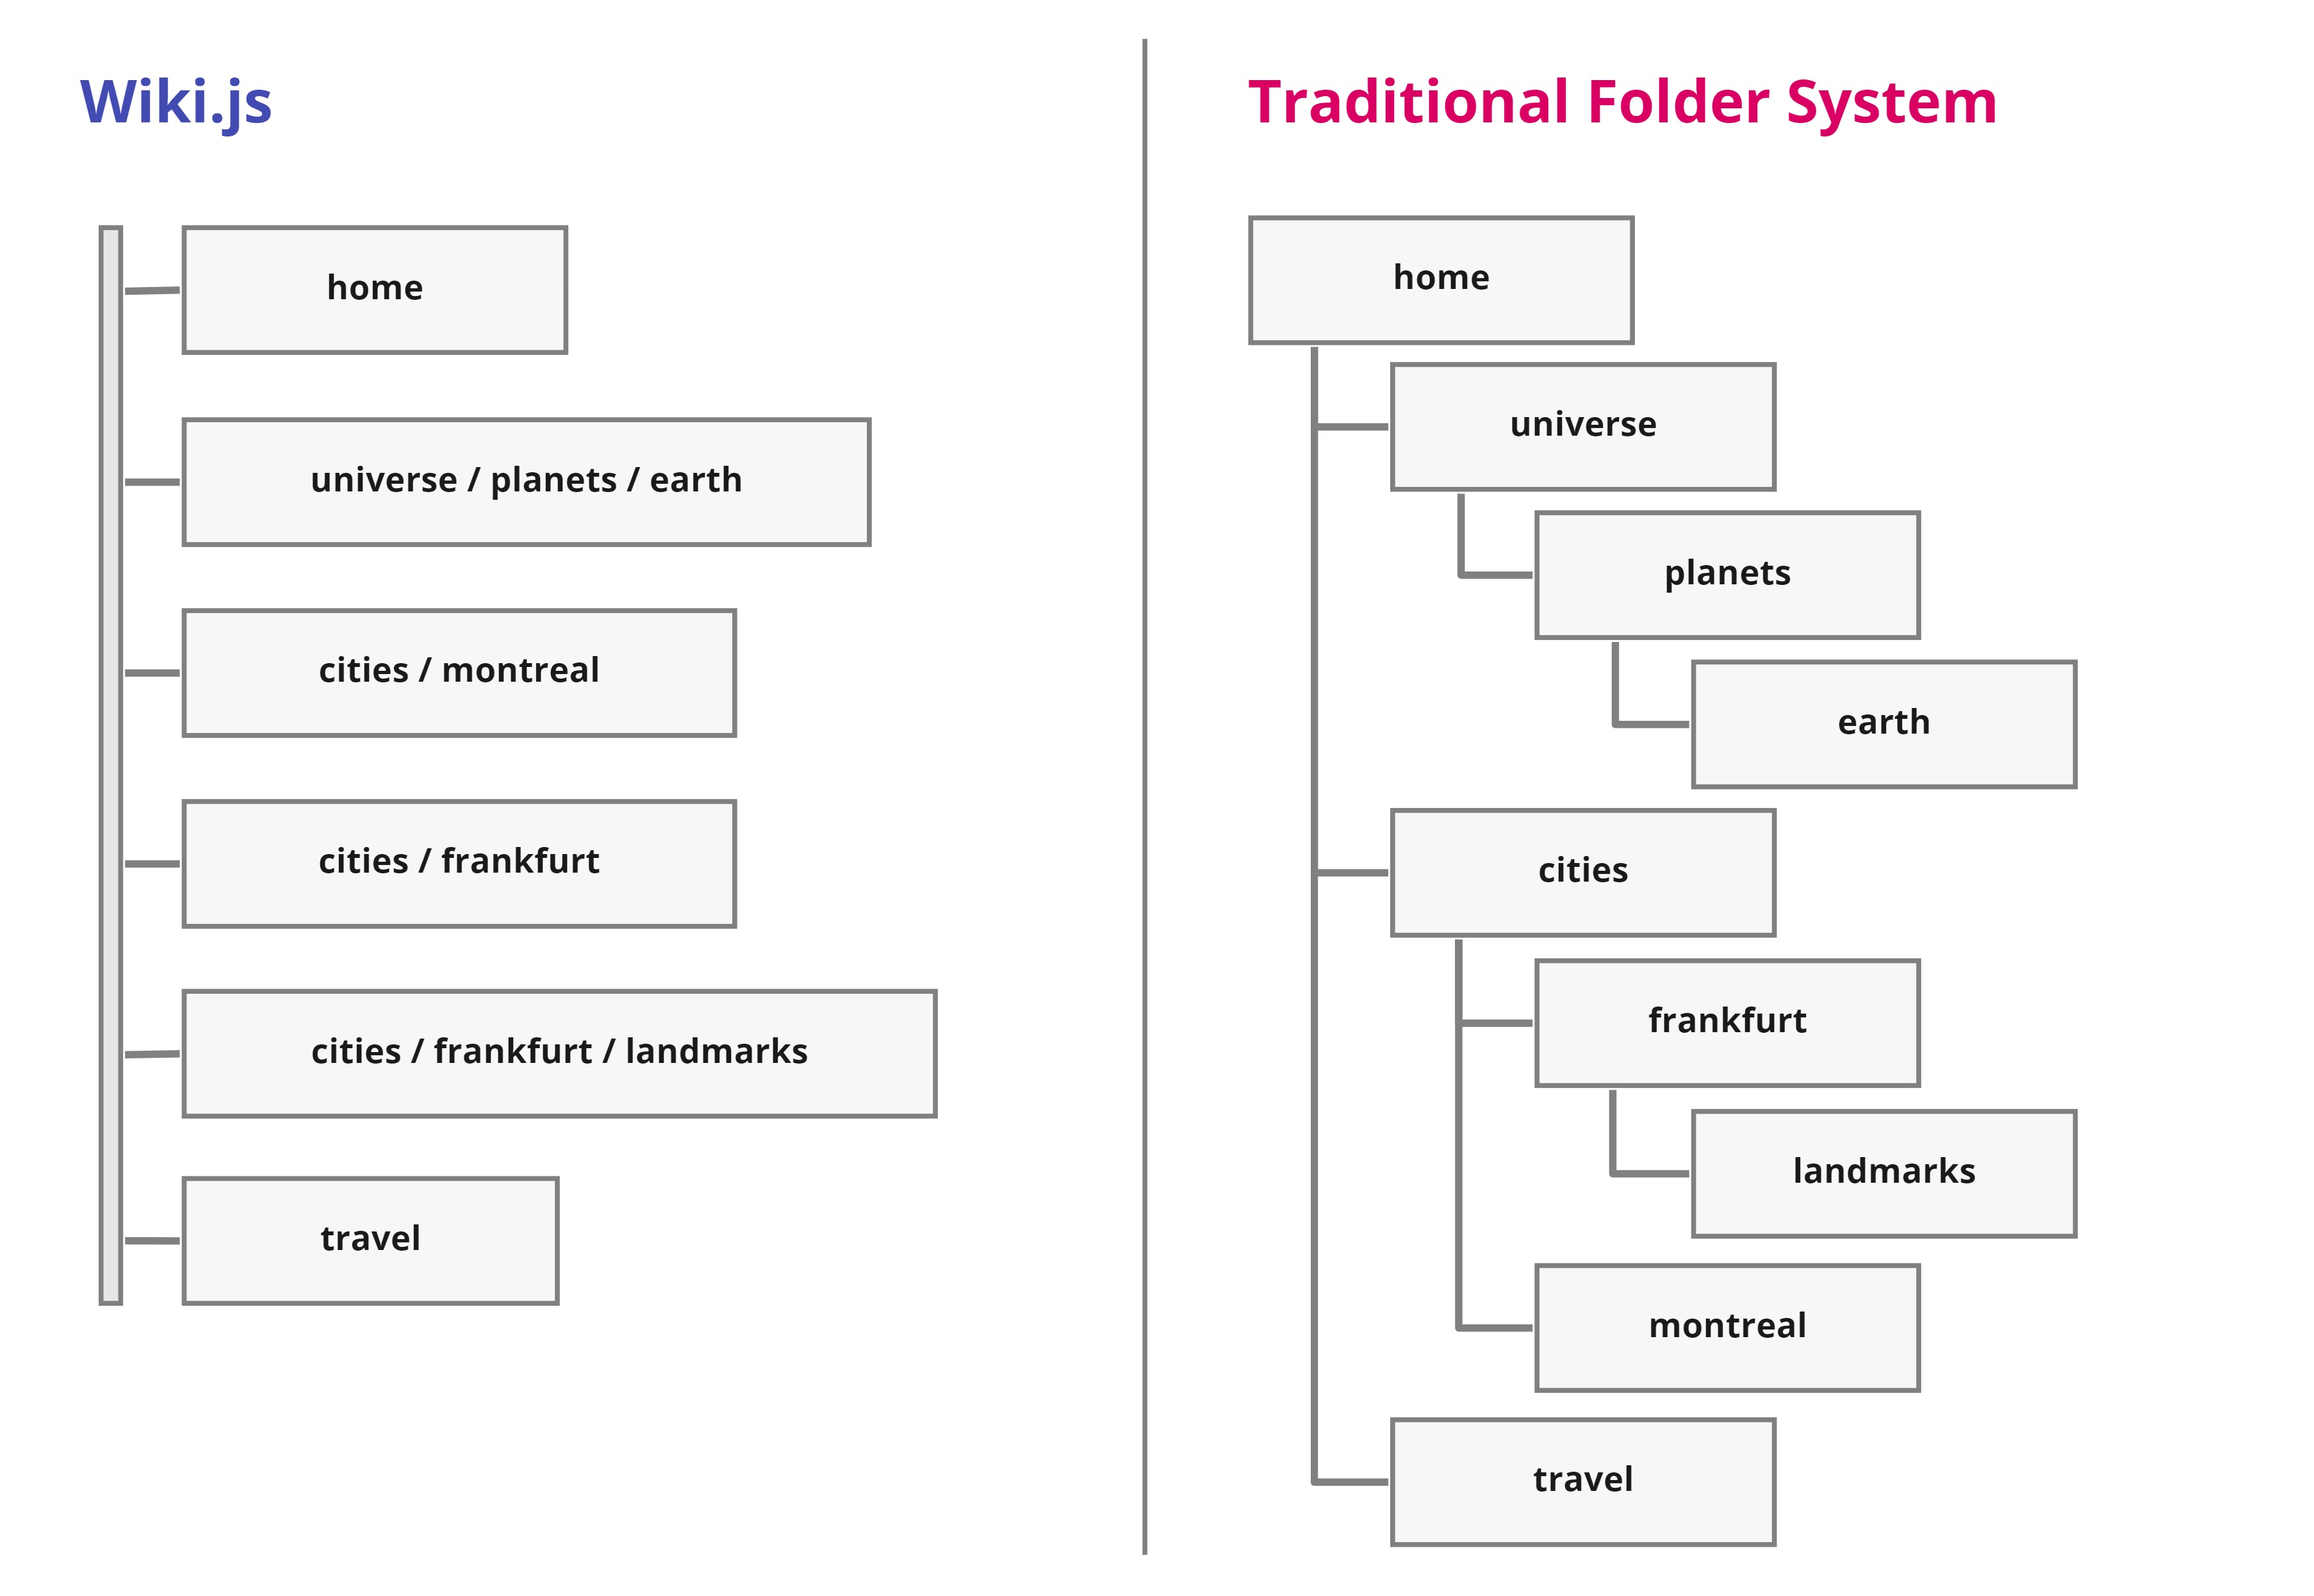 Wiki.js
home
universe / planets / earth
cities / montreal
cities / frankfurt
cities / frankfurt / landmarks
travel
Traditional Folder System
home
universe
planets
earth
cities
frankfurt
landmarks
montreal
travel